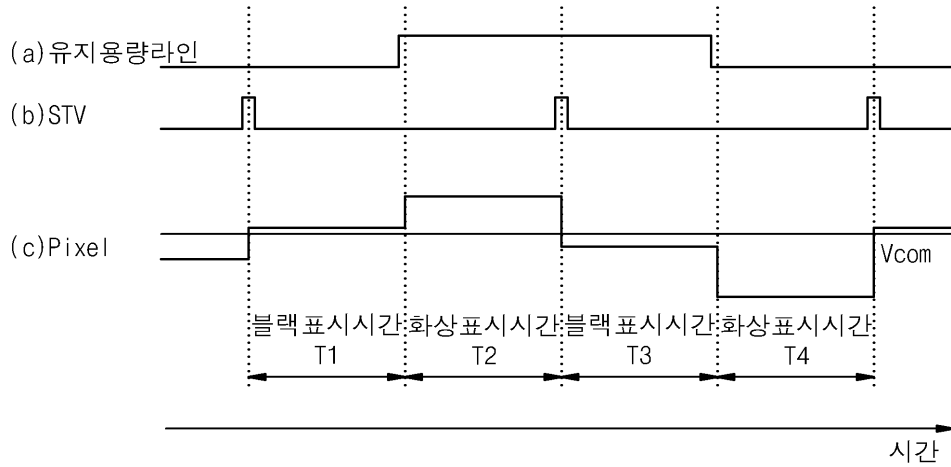 (a)유지용량라인
(b)STV
(c)Pixel
Vcom
블랙표시시간 화상표시시간 블랙표시시간 화상표시시간
T1 T2 T3 T4
시간